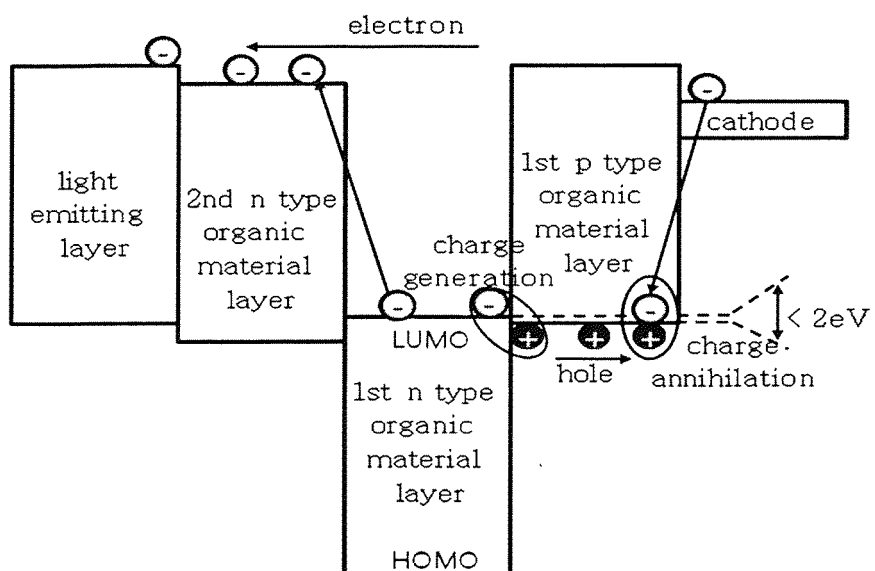 electron
light
emitting
layer
2nd n type
organic
material
layer
charge
generation
LUMO
1st n type
organic
material
layer
HOMO
1st p type
organic
material
layer
hole
cathode
< 2eV
charge.
annihilation
-
-
-
-
-
-
-
+
+
+